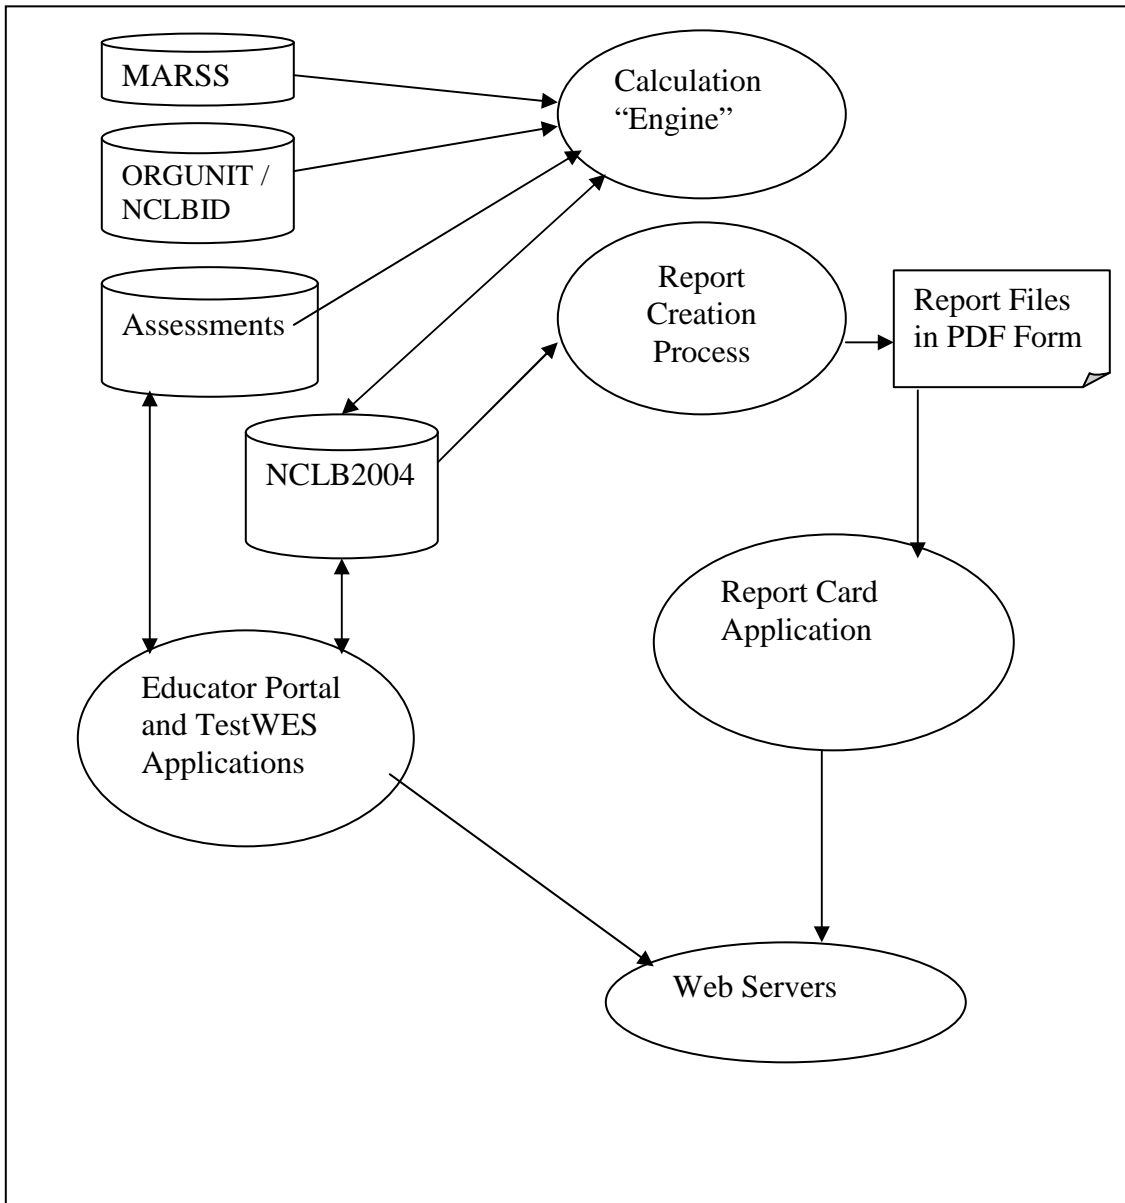 MARSS
Calculation
“Engine”
ORGUNIT /
NCLBID
Report
Creation
Process
Report Files
in PDF Form
Assessments
NCLB2004
Report Card
Application
Educator Portal
and TestWES
Applications
Web Servers